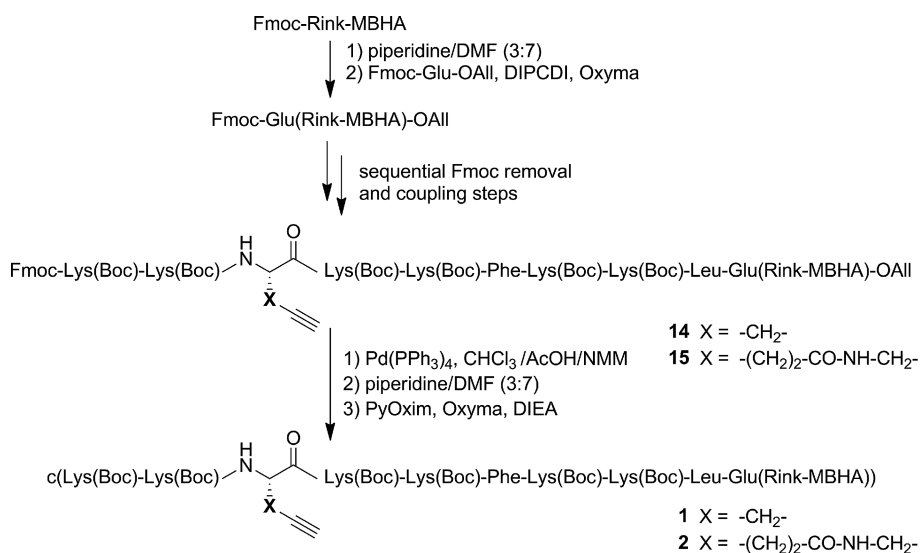 Fmoc-Rink-MBHA
1) piperidine/DMF (3:7)
2) Fmoc-Glu-OAll, DIPCDI, Oxyma
Fmoc-Glu(Rink-MBHA)-OAll
sequential Fmoc removal
and coupling steps
H
O
Fmoc-Lys(Boc)-Lys(Boc) N Lys(Boc)-Lys(Boc)-Phe-Lys(Boc)-Lys(Boc)-Leu-Glu(Rink-MBHA)-OAll
X
14 X = -CH2-
15 X = -(CH2)2-CO-NH-CH2-
1) Pd(PPh3)4, CHCl3/AcOH/NMM
2) piperidine/DMF (3:7)
3) PyOxim, Oxyma, DIEA
H
O
c(Lys(Boc)-Lys(Boc) N Lys(Boc)-Lys(Boc)-Phe-Lys(Boc)-Lys(Boc)-Leu-Glu(Rink-MBHA))
X
1 X = -CH2-
2 X = -(CH2)2-CO-NH-CH2-